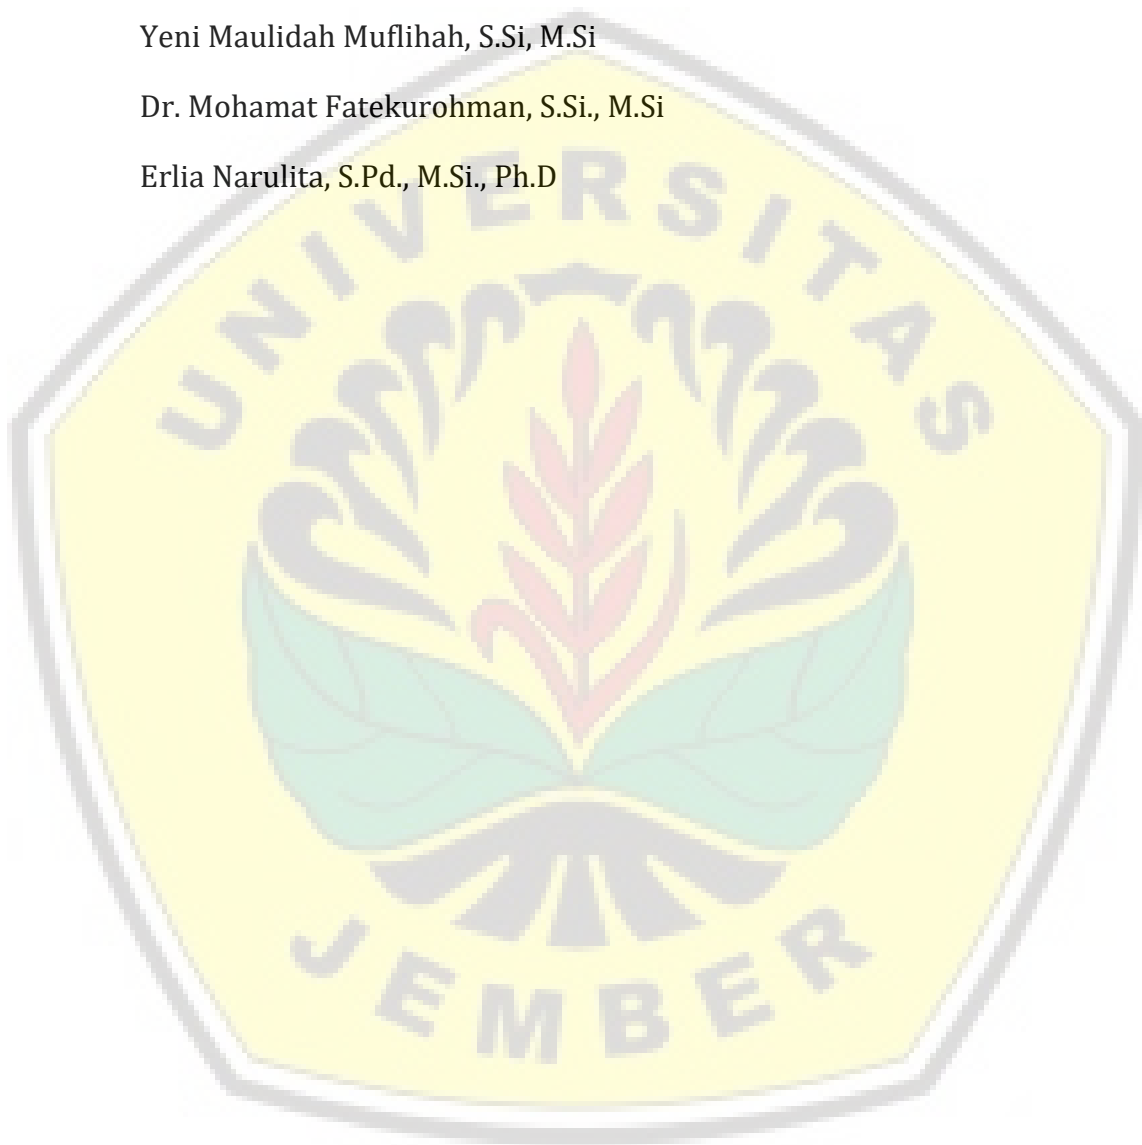 Yeni Maulidah Muflihah, S.Si, M.Si
Dr. Mohamat Fatekurohman, S.Si., M.Si
Erlia Narulita, S.Pd., M.Si., Ph.D
UNIVERSITAS
JEMBER